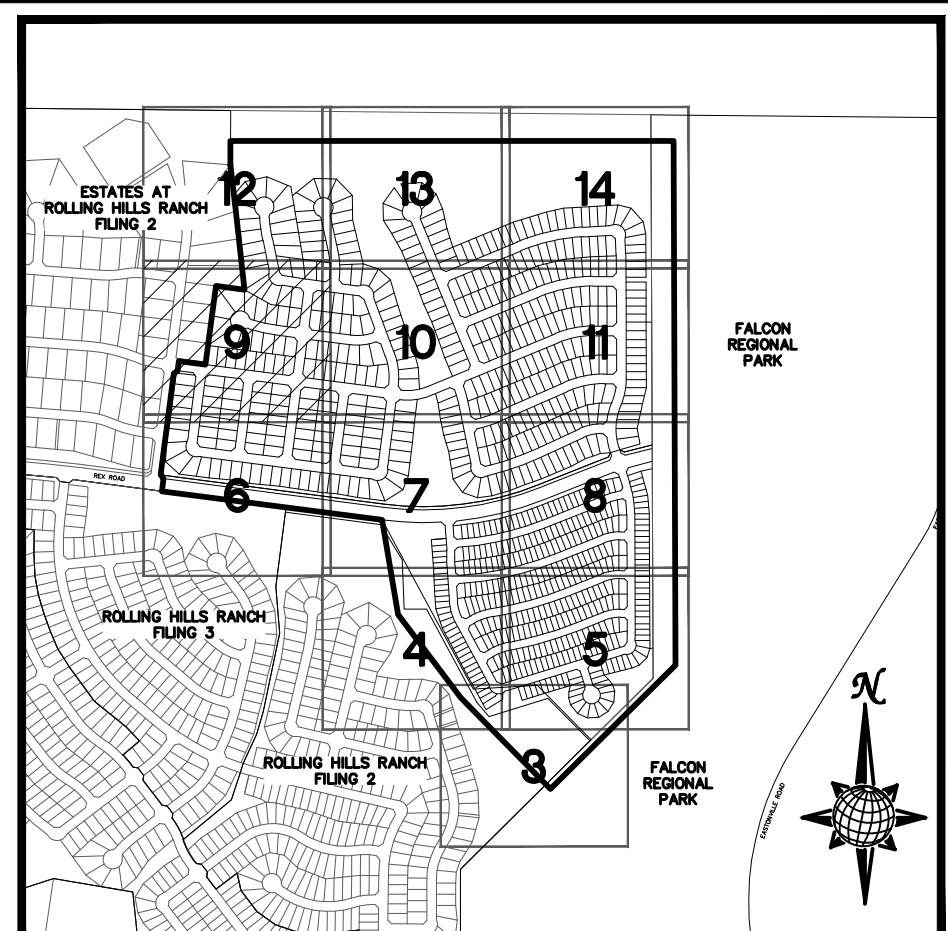 12
13
14
ESTATES AT
ROLLING HILLS RANCH
FILING 2
9
10
11
FALCON
REGIONAL
PARK
REX ROAD
6
7
8
ROLLING HILLS RANCH
FILING 3
4
5
N
ROLLING HILLS RANCH
FILING 2
3
FALCON
REGIONAL
PARK
EASTONVILLE ROAD